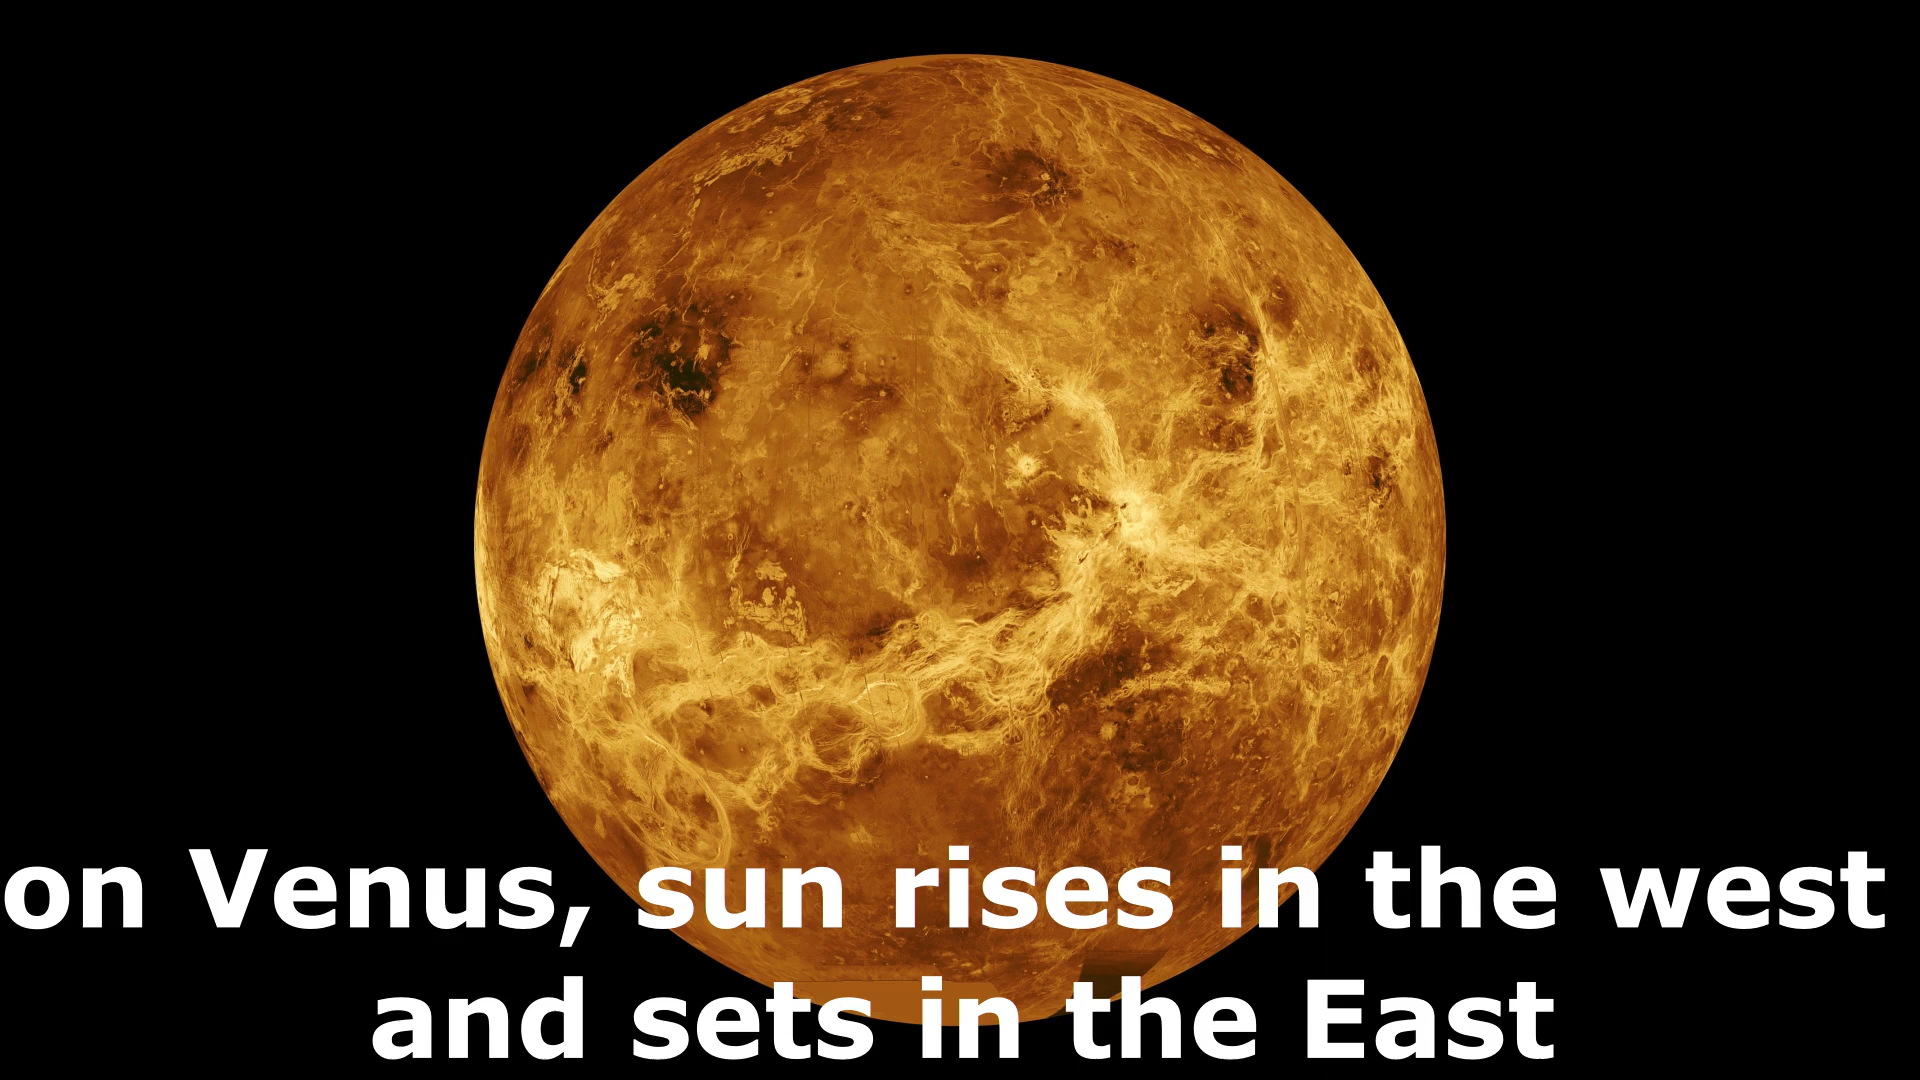 on Venus, sun rises in the west
and sets in the East